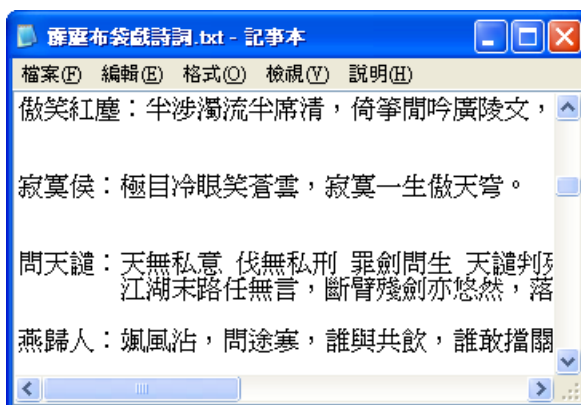 霹靂布袋戲詩詞.txt - 記事本
檔案(F) 編輯(E) 格式(O) 檢視(V) 說明(H)
傲笑紅塵：半涉濁流半席清，倚箏閒吟廣陵文，
寂寞侯：極目冷眼笑蒼雲，寂寞一生傲天穹。
問天譴：天無私意 伐無私刑 罪劍問生 天譴判
江湖末路任無言，斷臂殘劍亦悠然，落
燕歸人：颯風沾，問途寒，誰與共飲，誰敢擋關